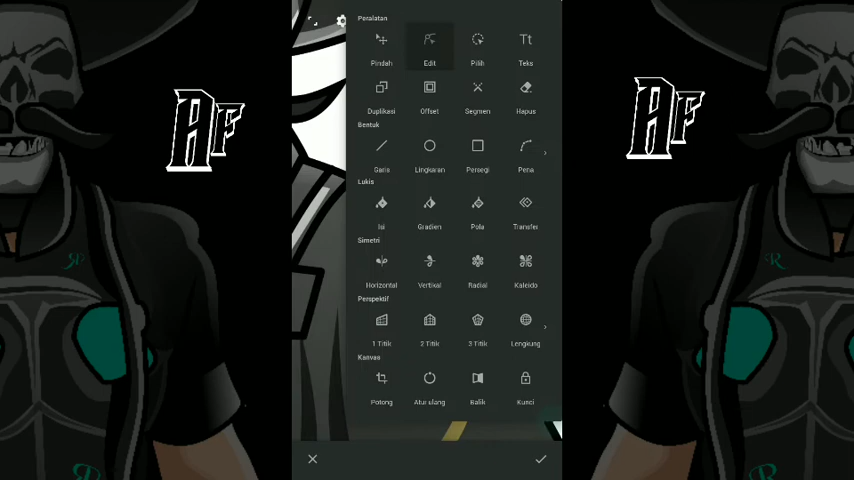 Peralatan
Pindah Edit Pilih Teks
Duplikasi Offset Segmen Hapus
Bentuk
Garis Lingkaran Persegi Pena
Lukis
Isi Gradien Pola Transfer
Simetri
Horizontal Vertikal Radial Kaleido
Perspektif
1 Titik 2 Titik 3 Titik Lengkung
Kanvas
Potong Atur ulang Balik Kunci
AF
AF